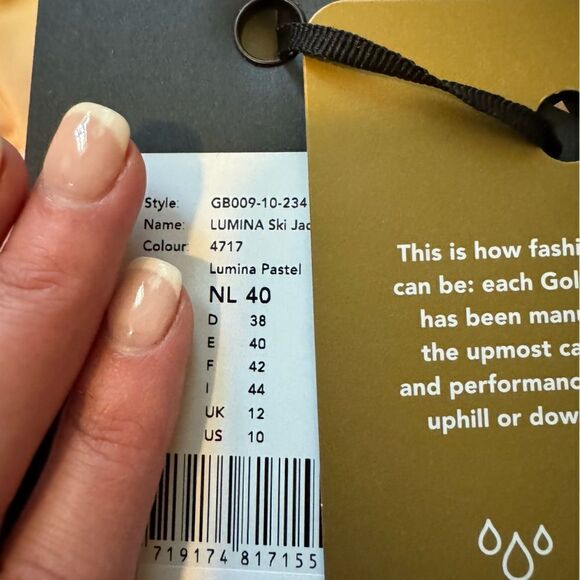 Style: GB009-10-234
Name: LUMINA Ski Jac
Colour: 4717
Lumina Pastel
NL 40
D 38
E 40
F 42
I 44
UK 12
US 10
719174 817155
This is how fashi
can be: each Gol
has been manu
the upmost ca
and performanc
uphill or dow